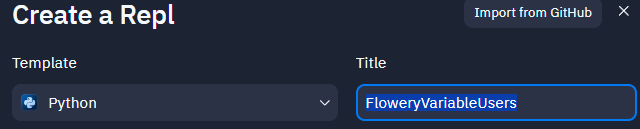 Create a Repl
Import from GitHub
Template
Title
Python
FloweryVariableUsers